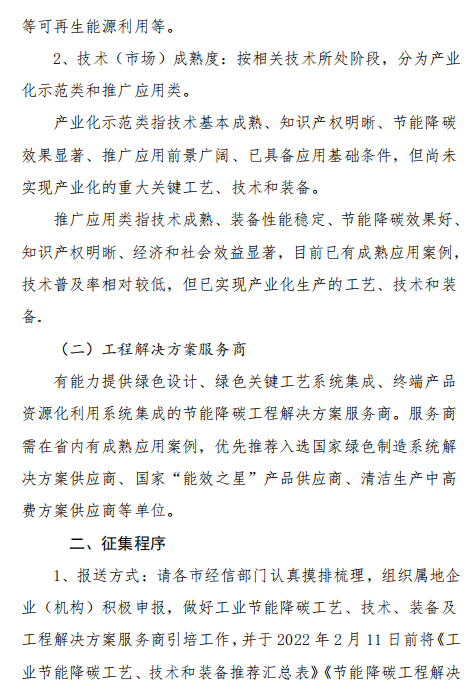 等可再生能源利用等。
2、技术（市场）成熟度：按相关技术所处阶段，分为产业
化示范类和推广应用类。
产业化示范类指技术基本成熟、知识产权明晰、节能降碳
效果显著、推广应用前景广阔、已具备应用基础条件，但尚未
实现产业化的重大关键工艺、技术和装备。
推广应用类指技术成熟、装备性能稳定、节能降碳效果好、
知识产权明晰、经济和社会效益显著，目前已有成熟应用案例，
技术普及率相对较低，但已实现产业化生产的工艺、技术和装
备.
（二）工程解决方案服务商
有能力提供绿色设计、绿色关键工艺系统集成、终端产品
资源化利用系统集成的节能降碳工程解决方案服务商。服务商
需在省内有成熟应用案例，优先推荐入选国家绿色制造系统解
决方案供应商、国家“能效之星”产品供应商、清洁生产中高
费方案供应商等单位。
二、征集程序
1、报送方式：请各市经信部门认真摸排梳理，组织属地企
业（机构）积极申报，做好工业节能降碳工艺、技术、装备及
工程解决方案服务商引培工作，并于 2022 年 2 月 11 日前将《工
业节能降碳工艺、技术和装备推荐汇总表》《节能降碳工程解决